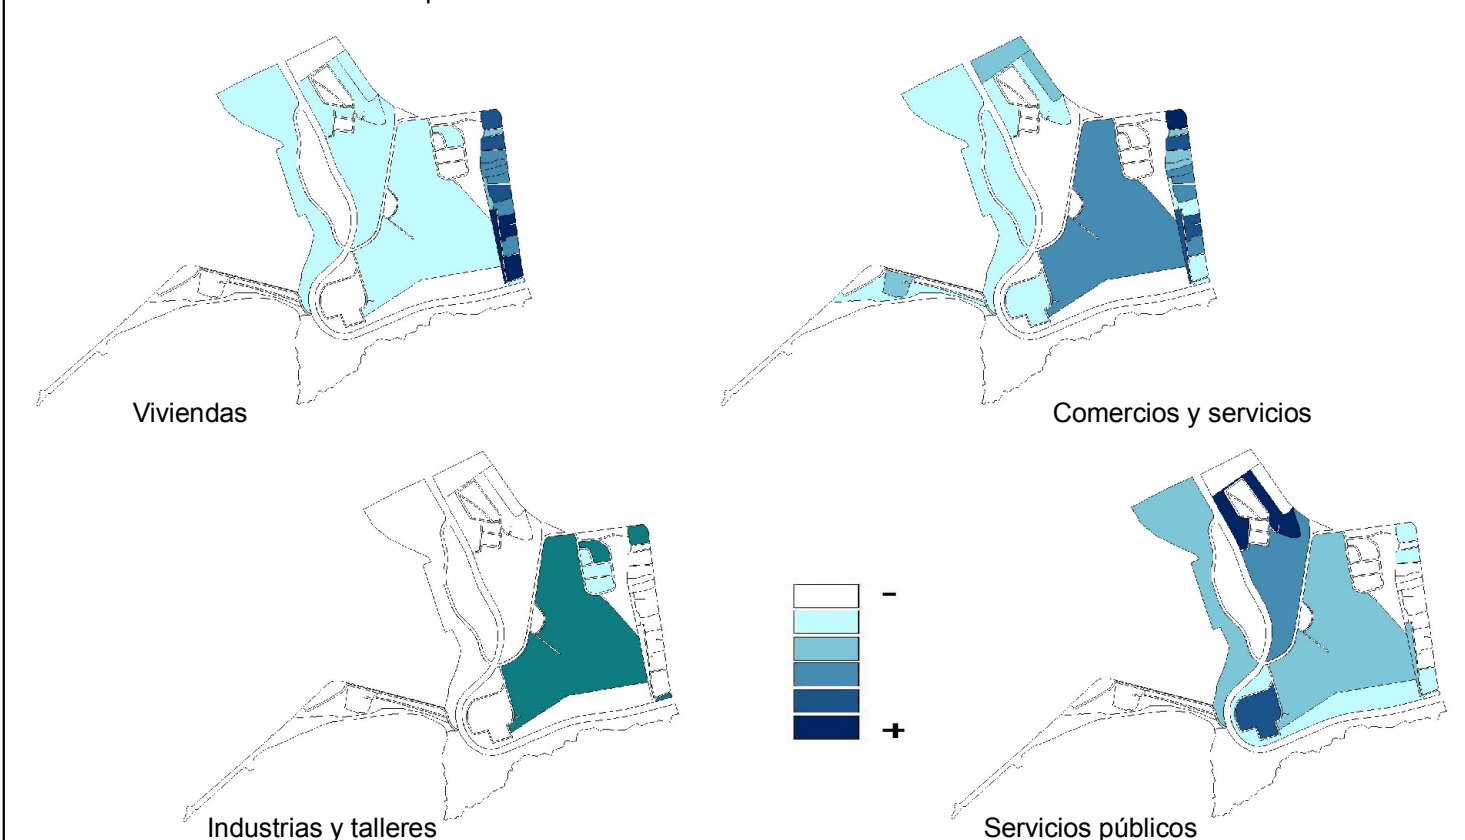 Viviendas
Comercios y servicios
-
+
Industrias y talleres
Servicios públicos